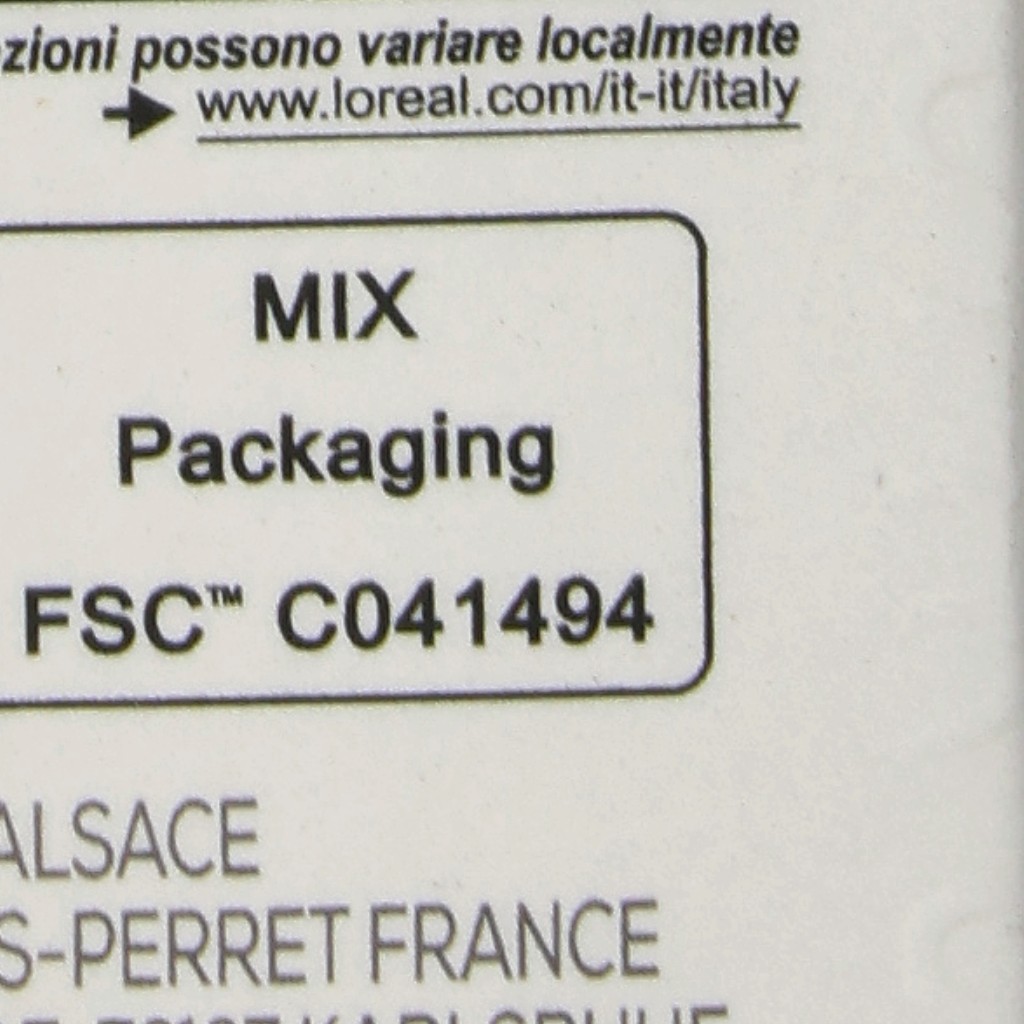 zioni possono variare localmente
www.loreal.com/it-it/italy
MIX
Packaging
FSC™ C041494
ALSACE
S-PERRET FRANCE